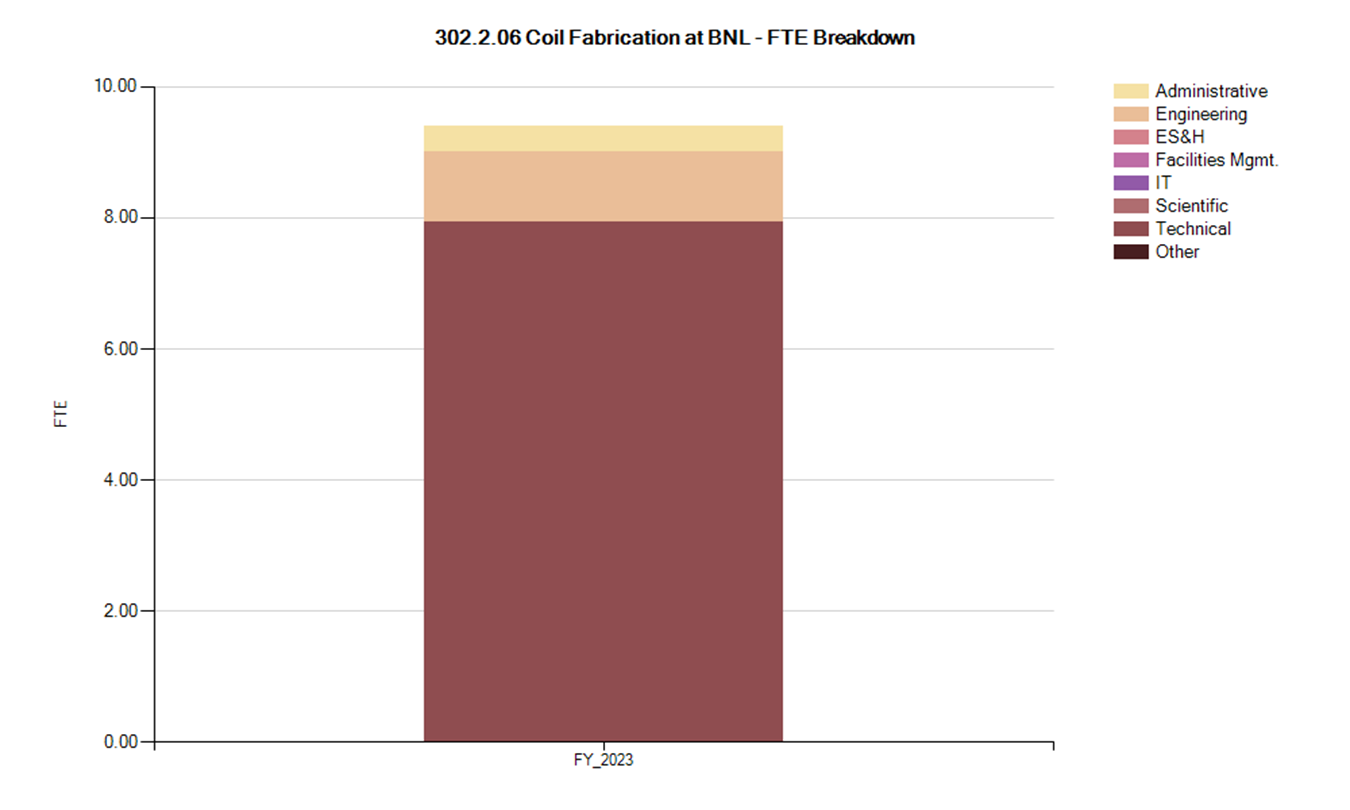 302.2.06 Coil Fabrication at BNL - FTE Breakdown
10.00
8.00
6.00
4.00
2.00
0.00
FTE
FY_2023
Administrative
Engineering
ES&H
Facilities Mgmt.
IT
Scientific
Technical
Other